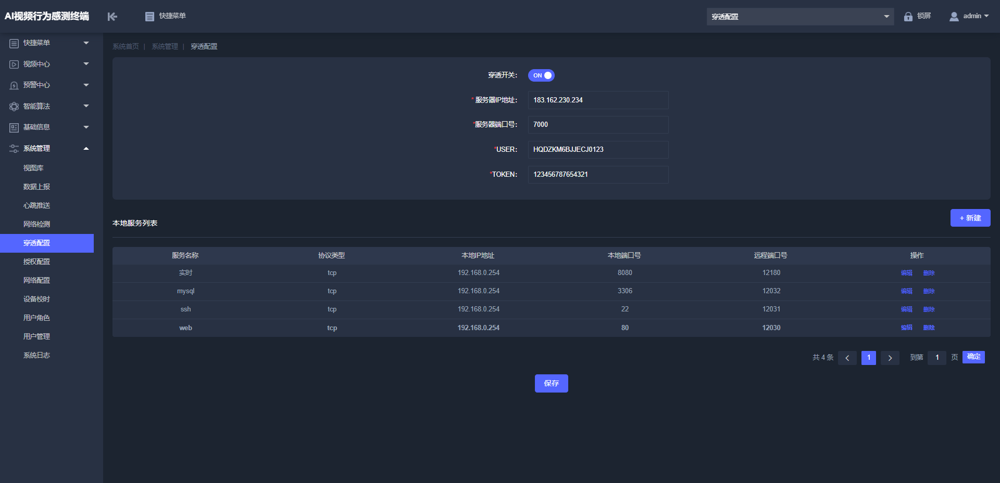 AI视频行为感测终端
快捷菜单
穿透配置
锁屏
admin
快捷菜单
视频中心
预警中心
智能算法
基础信息
系统管理
视图库
数据上报
心跳推送
网络检测
穿透配置
授权配置
网络配置
设备校时
用户角色
用户管理
系统日志
系统首页 | 系统管理 | 穿透配置
穿透开关: ON
* 服务器IP地址: 183.162.230.234
*服务器端口号: 7000
*USER: HQDZKM6BJJECJ0123
*TOKEN: 123456787654321
本地服务列表
+ 新建
服务名称 协议类型 本地IP地址 本地端口号 远程端口号 操作
实时 tcp 192.168.0.254 8080 12180 编辑 删除
mysql tcp 192.168.0.254 3306 12032 编辑 删除
ssh tcp 192.168.0.254 22 12031 编辑 删除
web tcp 192.168.0.254 80 12030 编辑 删除
共 4 条 < 1 > 到第 1 页 确定
保存